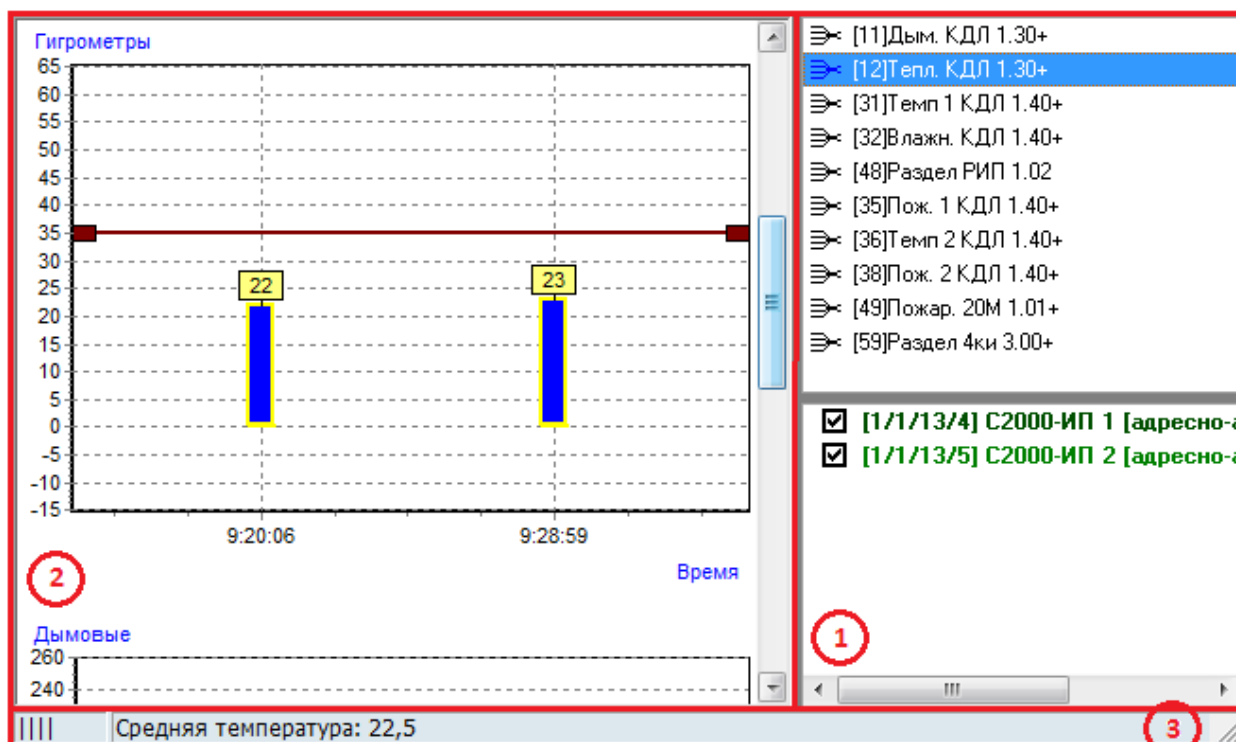 Гигрометры
65
60
55
50
45
40
35
30
25
20
15
10
5
0
-5
-10
-15
22
23
9:20:06 9:28:59
Время
2
Дымовые
260
240
[11]Дым. КДЛ 1.30+
[12]Тепл. КДЛ 1.30+
[31]Темп 1 КДЛ 1.40+
[32]Влажн. КДЛ 1.40+
[48]Раздел РИП 1.02
[35]Пож. 1 КДЛ 1.40+
[36]Темп 2 КДЛ 1.40+
[38]Пож. 2 КДЛ 1.40+
[49]Пожар. 20М 1.01+
[59]Раздел 4ки 3.00+
[1/1/13/4] С2000-ИП 1 [адресно-а
[1/1/13/5] С2000-ИП 2 [адресно-а
1
Средняя температура: 22,5
3